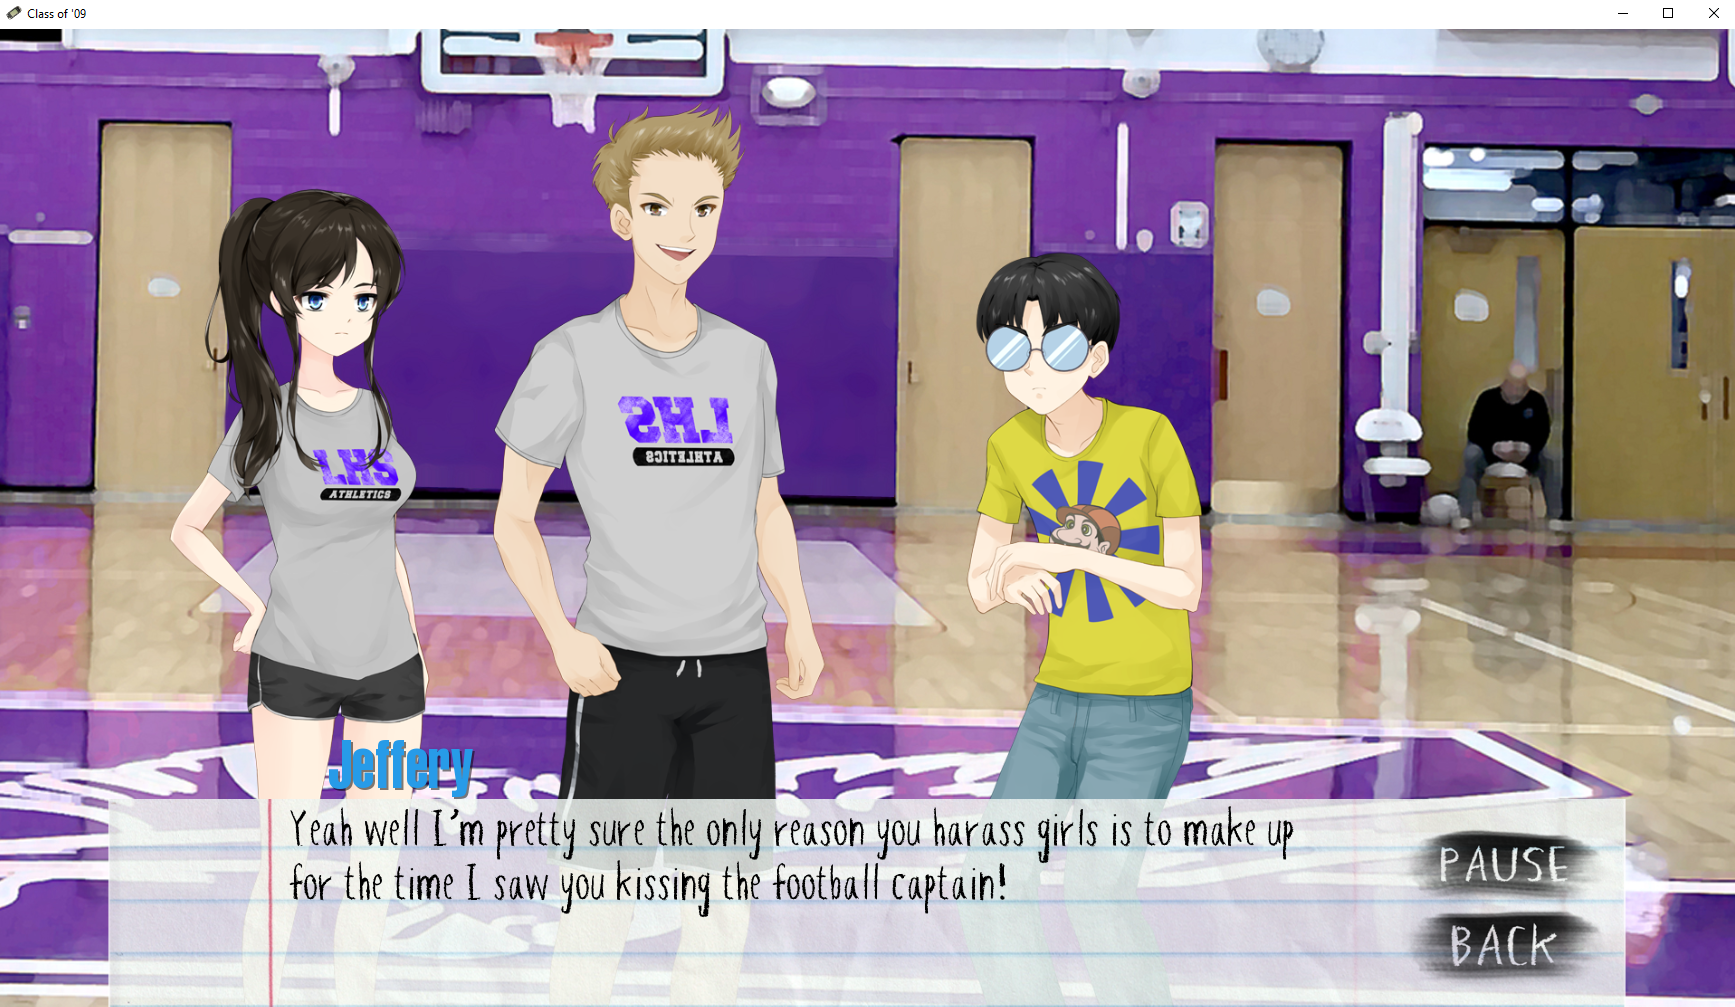 Class of '09
LHS
ATHLETICS
LHS
ATHLETICS
Jeffery
Yeah well I'm pretty sure the only reason you harass girls is to make up
for the time I saw you kissing the football captain!
PAUSE
BACK